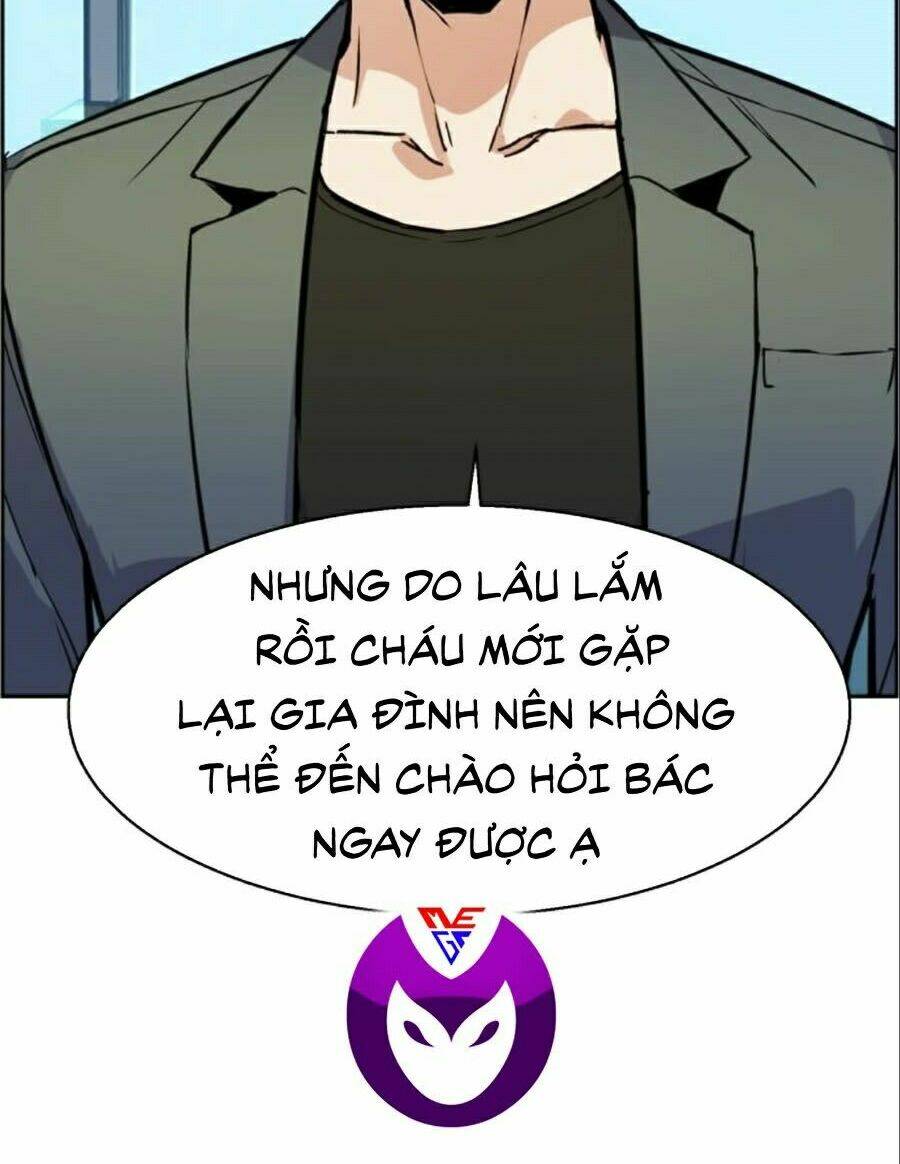 NHƯNG DO LÂU LẮM
RỒI CHÁU MỚI GẶP
LẠI GIA ĐÌNH NÊN KHÔNG
THỂ ĐẾN CHÀO HỎI BÁC
NGAY ĐƯỢC Ạ